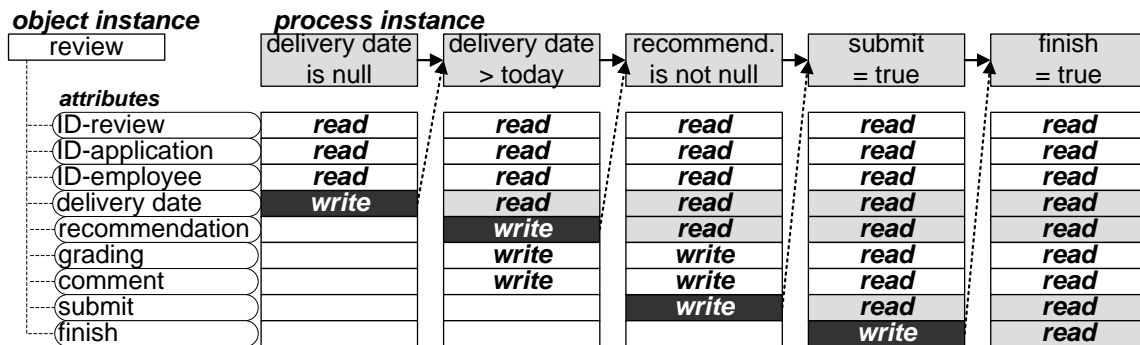 object instance process instance
review delivery date is null delivery date > today recommend. is not null submit = true finish = true
attributes
ID-review read read read read read
ID-application read read read read read
ID-employee read read read read read
delivery date write read read read read
recommendation write read read read
grading write write read read
comment write write read read
submit write read read
finish write read